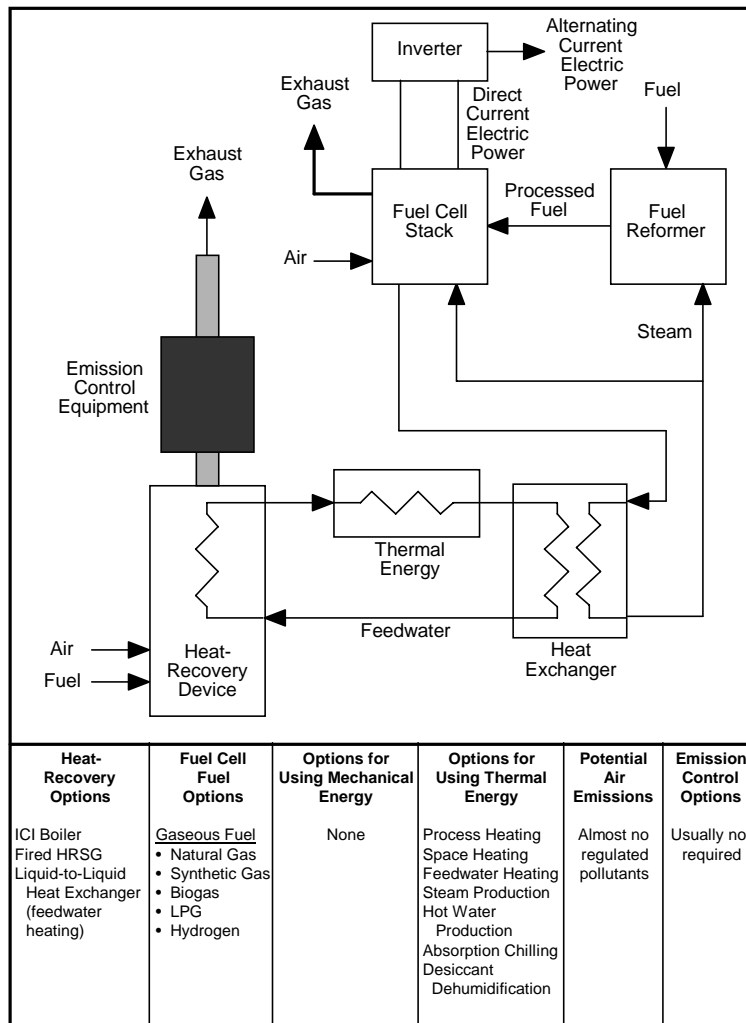 Inverter
Alternating
Current
Electric
Power
Exhaust
Gas
Direct
Current
Electric
Power
Fuel
Exhaust
Gas
Fuel Cell
Stack
Processed
Fuel
Fuel
Reformer
Air
Steam
Emission
Control
Equipment
Thermal
Energy
Feedwater
Heat
Exchanger
Air
Fuel
Heat-
Recovery
Device
Heat-
Recovery
Options
ICI Boiler
Fired HRSG
Liquid-to-Liquid
Heat Exchanger
(feedwater
heating)
Fuel Cell
Fuel
Options
Gaseous Fuel
• Natural Gas
• Synthetic Gas
• Biogas
• LPG
• Hydrogen
Options for
Using Mechanical
Energy
None
Options for
Using Thermal
Energy
Process Heating
Space Heating
Feedwater Heating
Steam Production
Hot Water
Production
Absorption Chilling
Desiccant
Dehumidification
Potential
Air
Emissions
Almost no
regulated
pollutants
Emission
Control
Options
Usually no
required